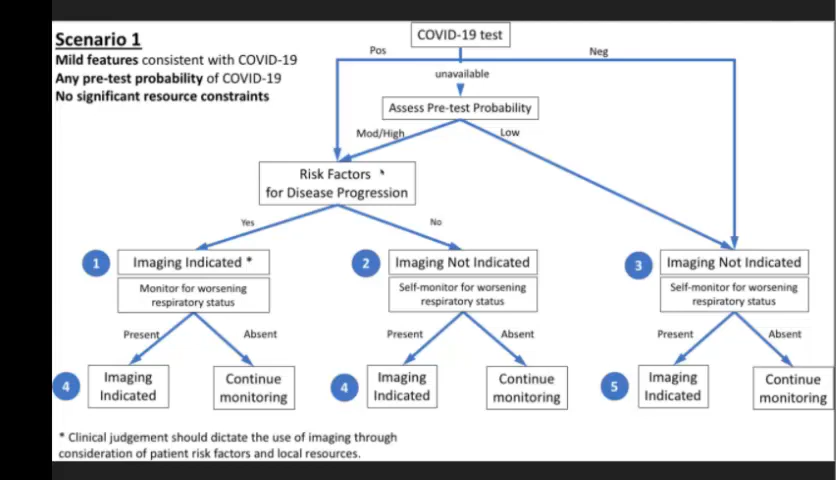 Scenario 1
Mild features consistent with COVID-19
Any pre-test probability of COVID-19
No significant resource constraints
COVID-19 test
Pos
Neg
unavailable
Assess Pre-test Probability
Mod/High
Low
Risk Factors
for Disease Progression
Yes
No
1
Imaging Indicated *
Monitor for worsening
respiratory status
2
Imaging Not Indicated
Self-monitor for worsening
respiratory status
3
Imaging Not Indicated
Self-monitor for worsening
respiratory status
Present
Absent
Present
Absent
Present
Absent
4
Imaging
Indicated
Continue
monitoring
4
Imaging
Indicated
Continue
monitoring
5
Imaging
Indicated
Continue
monitoring
* Clinical judgement should dictate the use of imaging through
consideration of patient risk factors and local resources.